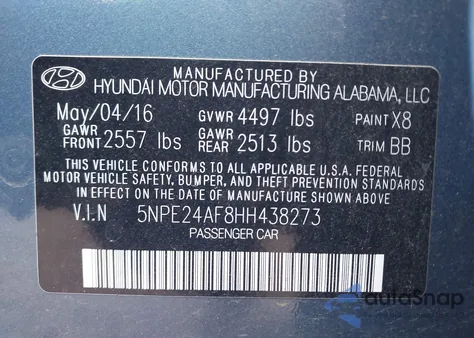 MANUFACTURED BY
HYUNDAI MOTOR MANUFACTURING ALABAMA, LLC
May/04/16 GVWR 4497 lbs PAINT X8
GAWR FRONT 2557 lbs GAWR REAR 2513 lbs TRIM BB
THIS VEHICLE CONFORMS TO ALL APPLICABLE U.S.A. FEDERAL
MOTOR VEHICLE SAFETY, BUMPER, AND THEFT PREVENTION STANDARDS
IN EFFECT ON THE DATE OF MANUFACTURE SHOWN ABOVE.
V.I.N 5NPE24AF8HH438273
PASSENGER CAR
autoSnap